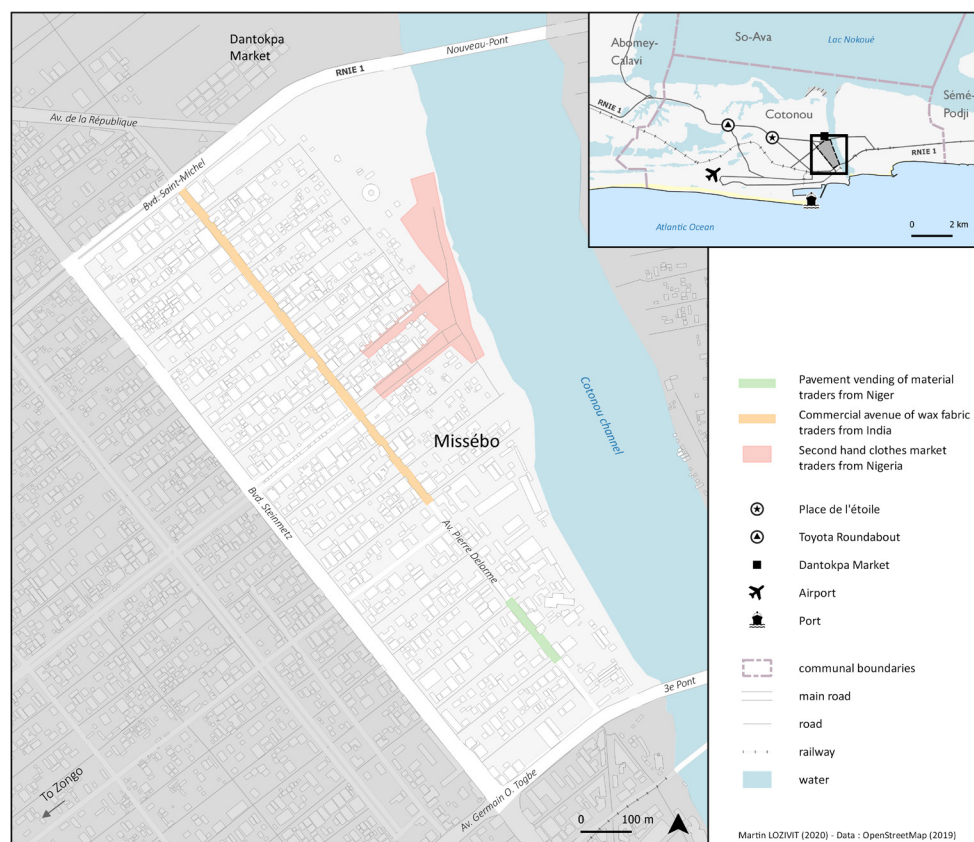 Dantokpa
Market
Nouveau-Pont
RNIE 1
Av. de la République
Bvd. Saint-Michel
Cotonou channel
Missébo
Bvd. Steinmetz
Av. Pierre Delorme
3e Pont
To Zongo
Av. Germain O. Togbe
0 100 m
Abomey-
Calavi
So-Ava
Lac Nokoué
Sémé-
Podji
RNIE 1
Cotonou
RNIE 1
Atlantic Ocean
0 2 km
Pavement vending of material
traders from Niger
Commercial avenue of wax fabric
traders from India
Second hand clothes market
traders from Nigeria
Place de l'étoile
Toyota Roundabout
Dantokpa Market
Airport
Port
communal boundaries
main road
road
railway
water
Martin LOZIVIT (2020) - Data : OpenStreetMap (2019)